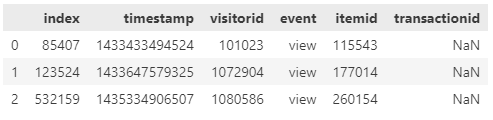 index timestamp visitorid event itemid transactionid
0 85407 1433433494524 101023 view 115543 NaN
1 123524 1433647579325 1072904 view 177014 NaN
2 532159 1435334906507 1080586 view 260154 NaN